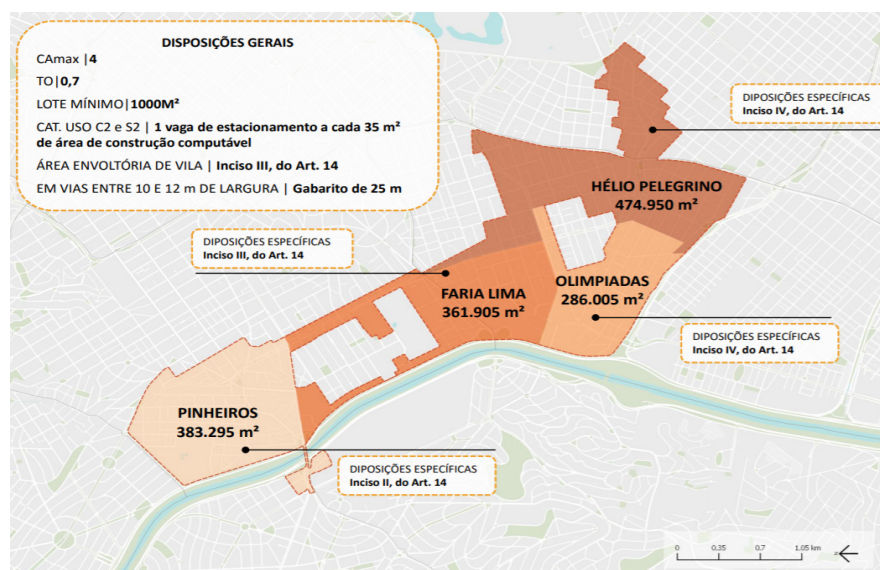 DISPOSIÇÕES GERAIS
CAmax |4
TO|0,7
LOTE MÍNIMO|1000M²
CAT. USO C2 e S2 | 1 vaga de estacionamento a cada 35 m²
de área de construção computável
ÁREA ENVOLTÓRIA DE VILA | Inciso III, do Art. 14
EM VIAS ENTRE 10 E 12 m DE LARGURA | Gabarito de 25 m
DIPOSIÇÕES ESPECÍFICAS
Inciso IV, do Art. 14
HÉLIO PELEGRINO
474.950 m²
DIPOSIÇÕES ESPECÍFICAS
Inciso III, do Art. 14
FARIA LIMA
361.905 m²
OLIMPIADAS
286.005 m²
DIPOSIÇÕES ESPECÍFICAS
Inciso IV, do Art. 14
PINHEIROS
383.295 m²
DIPOSIÇÕES ESPECÍFICAS
Inciso II, do Art. 14
0 0,35 0,7 1,05 km